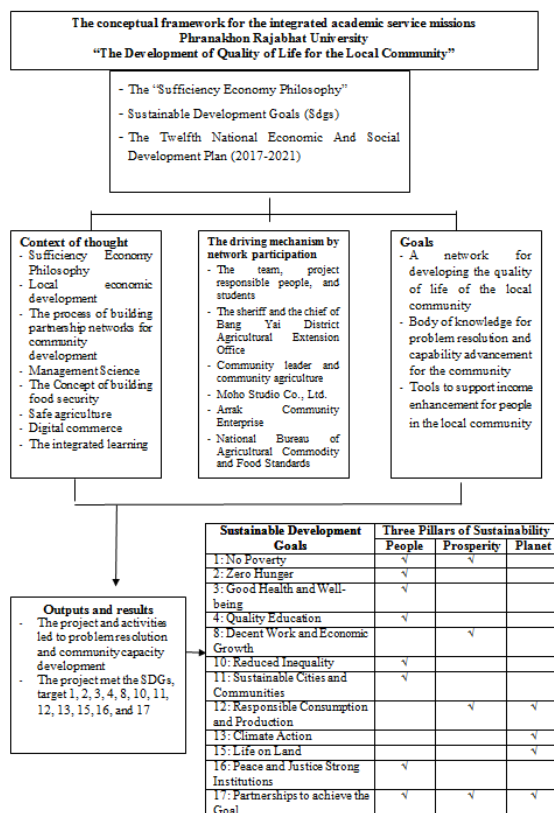 The conceptual framework for the integrated academic service missions
Phranakhon Rajabhat University
“The Development of Quality of Life for the Local Community”
- The “Sufficiency Economy Philosophy”
- Sustainable Development Goals (Sdgs)
- The Twelfth National Economic And Social
Development Plan (2017-2021)
Context of thought
- Sufficiency Economy
Philosophy
- Local economic
development
- The process of building
partnership networks for
community
development
- Management Science
- The Concept of building
food security
- Safe agriculture
- Digital commerce
- The integrated learning
The driving mechanism by
network participation
- The team, project
responsible people, and
students
- The sheriff and the chief of
Bang Yai District
Agricultural Extension
Office
- Community leader and
community agriculture
- Moho Studio Co., Ltd.
- Arrak Community
Enterprise
- National Bureau of
Agricultural Commodity
and Food Standards
Goals
- A network for
developing the quality
of life of the local
community
- Body of knowledge for
problem resolution and
capability advancement
for the community
- Tools to support income
enhancement for people
in the local community
Outputs and results
- The project and activities
led to problem resolution
and community capacity
development
- The project met the SDGs,
target 1, 2, 3, 4, 8, 10, 11,
12, 13, 15, 16, and 17
Sustainable Development Goals Three Pillars of Sustainability
People Prosperity Planet
1: No Poverty √ √
2: Zero Hunger √
3: Good Health and Well-
being √
4: Quality Education √
8: Decent Work and Economic
Growth √
10: Reduced Inequality √
11: Sustainable Cities and
Communities √
12: Responsible Consumption
and Production √ √
13: Climate Action √
15: Life on Land √
16: Peace and Justice Strong
Institutions √
17: Partnerships to achieve the
Goal √ √ √